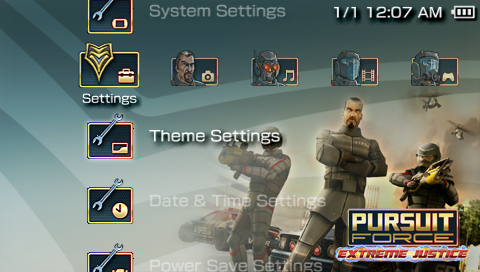 System Settings
1/1 12:07 AM
Settings
Theme Settings
Date & Time Settings
PURSUIT
FORCE
EXTREME JUSTICE
Power Save Settings